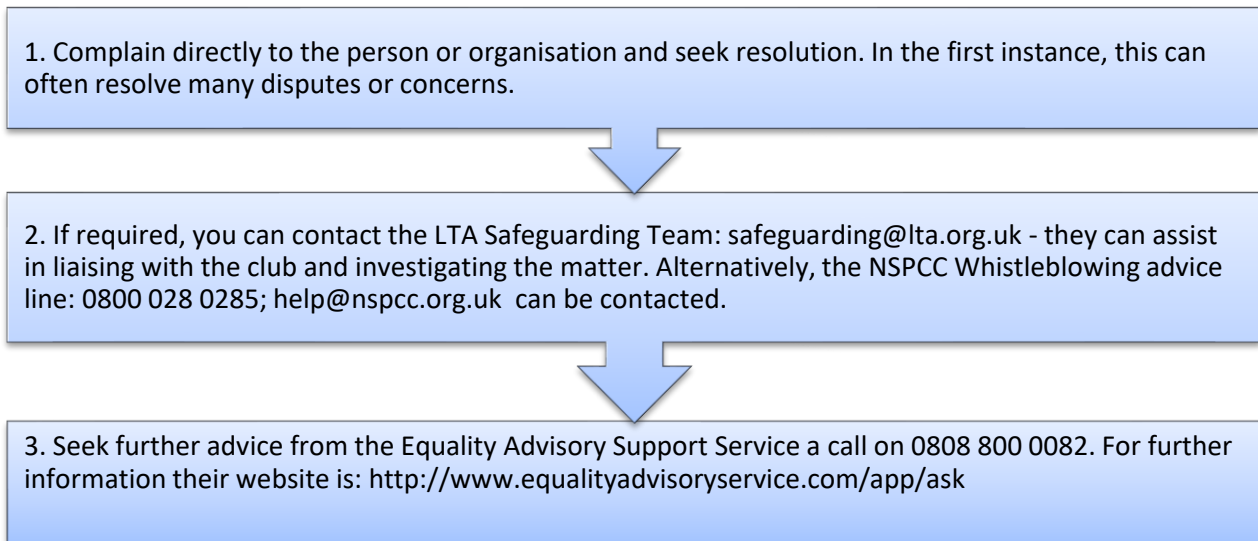 1. Complain directly to the person or organisation and seek resolution. In the first instance, this can
often resolve many disputes or concerns.
2. If required, you can contact the LTA Safeguarding Team: safeguarding@lta.org.uk - they can assist
in liaising with the club and investigating the matter. Alternatively, the NSPCC Whistleblowing advice
line: 0800 028 0285; help@nspcc.org.uk  can be contacted.
3. Seek further advice from the Equality Advisory Support Service a call on 0808 800 0082. For further
information their website is: http://www.equalityadvisoryservice.com/app/ask